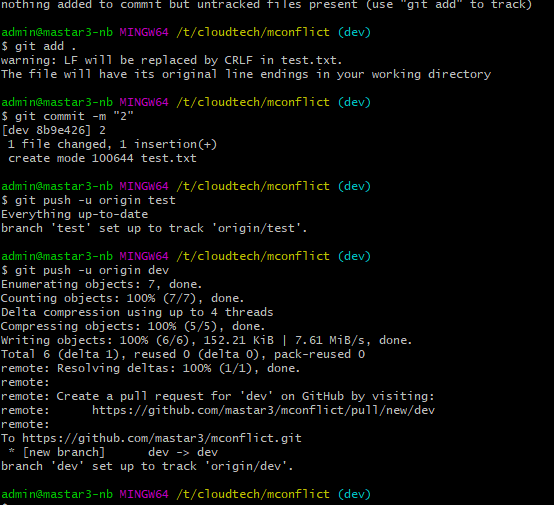 nothing added to commit but untracked files present (use "git add" to track)
admin@mastar3-nb MINGW64 /t/cloudtech/mconflict (dev)
$ git add .
warning: LF will be replaced by CRLF in test.txt.
The file will have its original line endings in your working directory
admin@mastar3-nb MINGW64 /t/cloudtech/mconflict (dev)
$ git commit -m "2"
[dev 8b9e426] 2
 1 file changed, 1 insertion(+)
 create mode 100644 test.txt
admin@mastar3-nb MINGW64 /t/cloudtech/mconflict (dev)
$ git push -u origin test
Everything up-to-date
branch 'test' set up to track 'origin/test'.
admin@mastar3-nb MINGW64 /t/cloudtech/mconflict (dev)
$ git push -u origin dev
Enumerating objects: 7, done.
Counting objects: 100% (7/7), done.
Delta compression using up to 4 threads
Compressing objects: 100% (5/5), done.
Writing objects: 100% (6/6), 152.21 KiB | 7.61 MiB/s, done.
Total 6 (delta 1), reused 0 (delta 0), pack-reused 0
remote: Resolving deltas: 100% (1/1), done.
remote:
remote: Create a pull request for 'dev' on GitHub by visiting:
remote:      https://github.com/mastar3/mconflict/pull/new/dev
remote:
To https://github.com/mastar3/mconflict.git
 * [new branch]      dev -> dev
branch 'dev' set up to track 'origin/dev'.
admin@mastar3-nb MINGW64 /t/cloudtech/mconflict (dev)